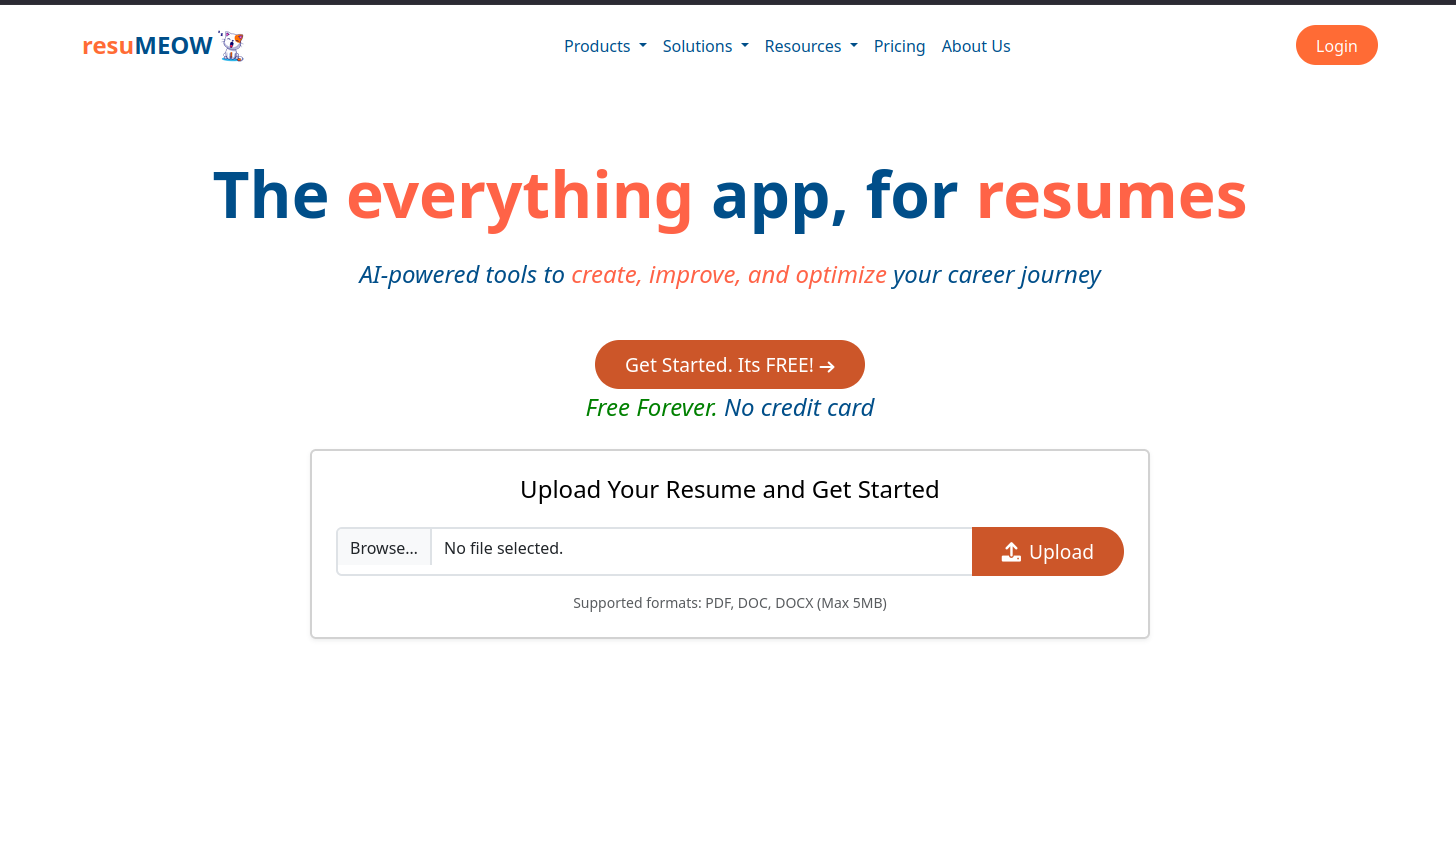 resuMEOW
Products Solutions Resources Pricing About Us
Login
The everything app, for resumes
AI-powered tools to create, improve, and optimize your career journey
Get Started. Its FREE! →
Free Forever. No credit card
Upload Your Resume and Get Started
Browse... No file selected.
Upload
Supported formats: PDF, DOC, DOCX (Max 5MB)